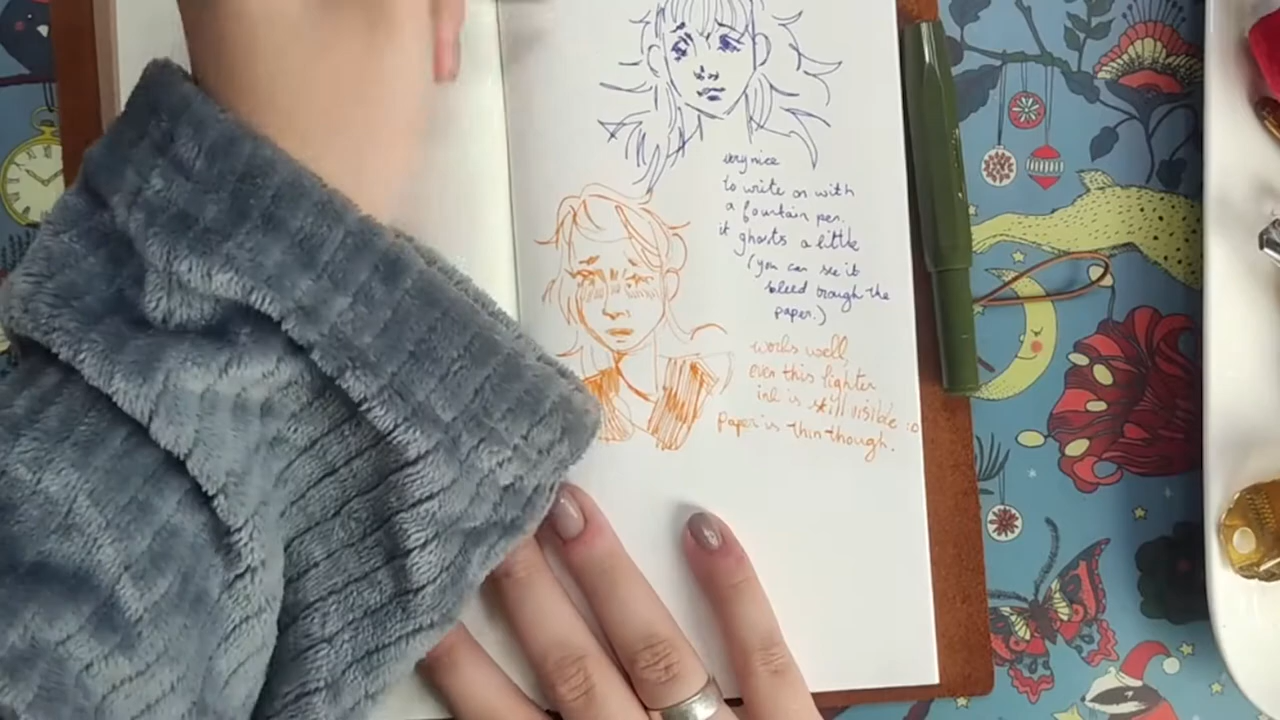 very nice
to write on with
a fountain pen.
it ghosts a little
(you can see it
bleed trough the
paper.)
works well,
even this lighter
ink is still visible :o
paper is thin though.